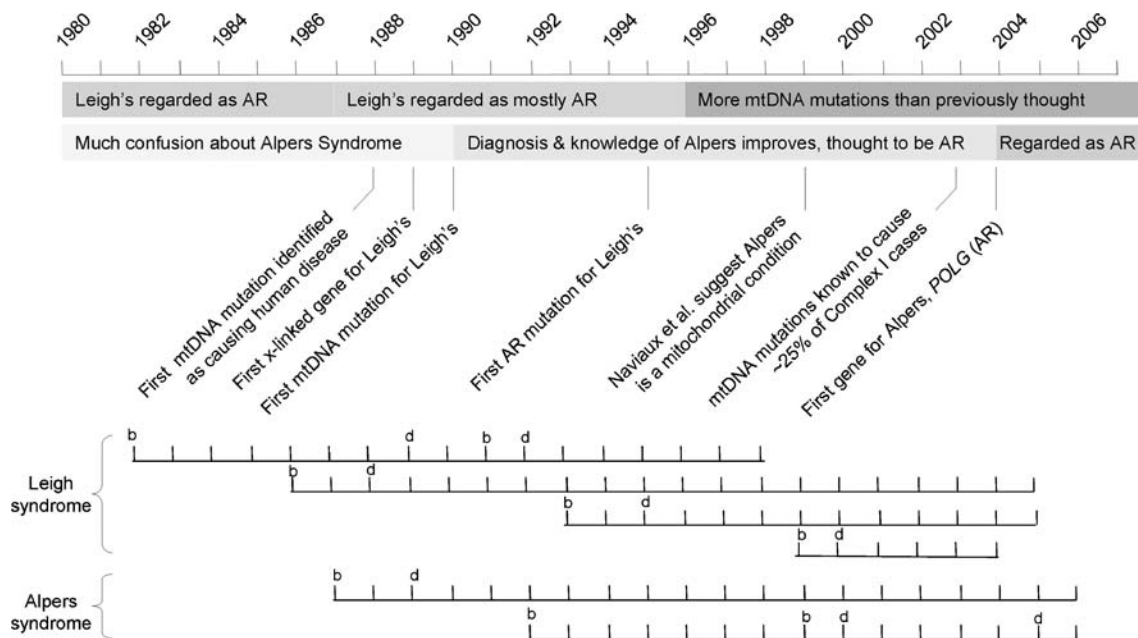 1980 1982 1984 1986 1988 1990 1992 1994 1996 1998 2000 2002 2004 2006
Leigh's regarded as AR Leigh's regarded as mostly AR More mtDNA mutations than previously thought
Much confusion about Alpers Syndrome Diagnosis & knowledge of Alpers improves, thought to be AR Regarded as AR
First mtDNA mutation identified
as causing human disease
First x-linked gene for Leigh's
First mtDNA mutation for Leigh's
First AR mutation for Leigh's
Naviaux et al. suggest Alpers
is a mitochondrial condition
mtDNA mutations known to cause
~25% of Complex I cases
First gene for Alpers, POLG (AR)
b d b d
Leigh
syndrome
b d
b d
b d
Alpers
syndrome
b d
b b d d